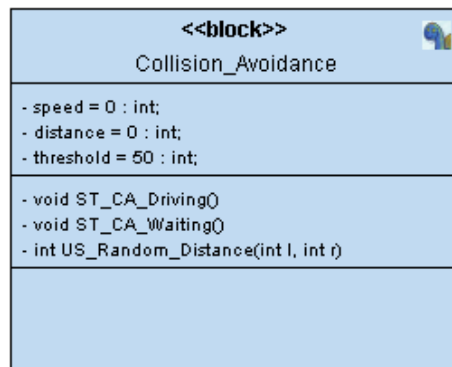 <<block>>
Collision_Avoidance
- speed = 0 : int;
- distance = 0 : int;
- threshold = 50 : int;
- void ST_CA_Driving()
- void ST_CA_Waiting()
- int US_Random_Distance(int l, int r)